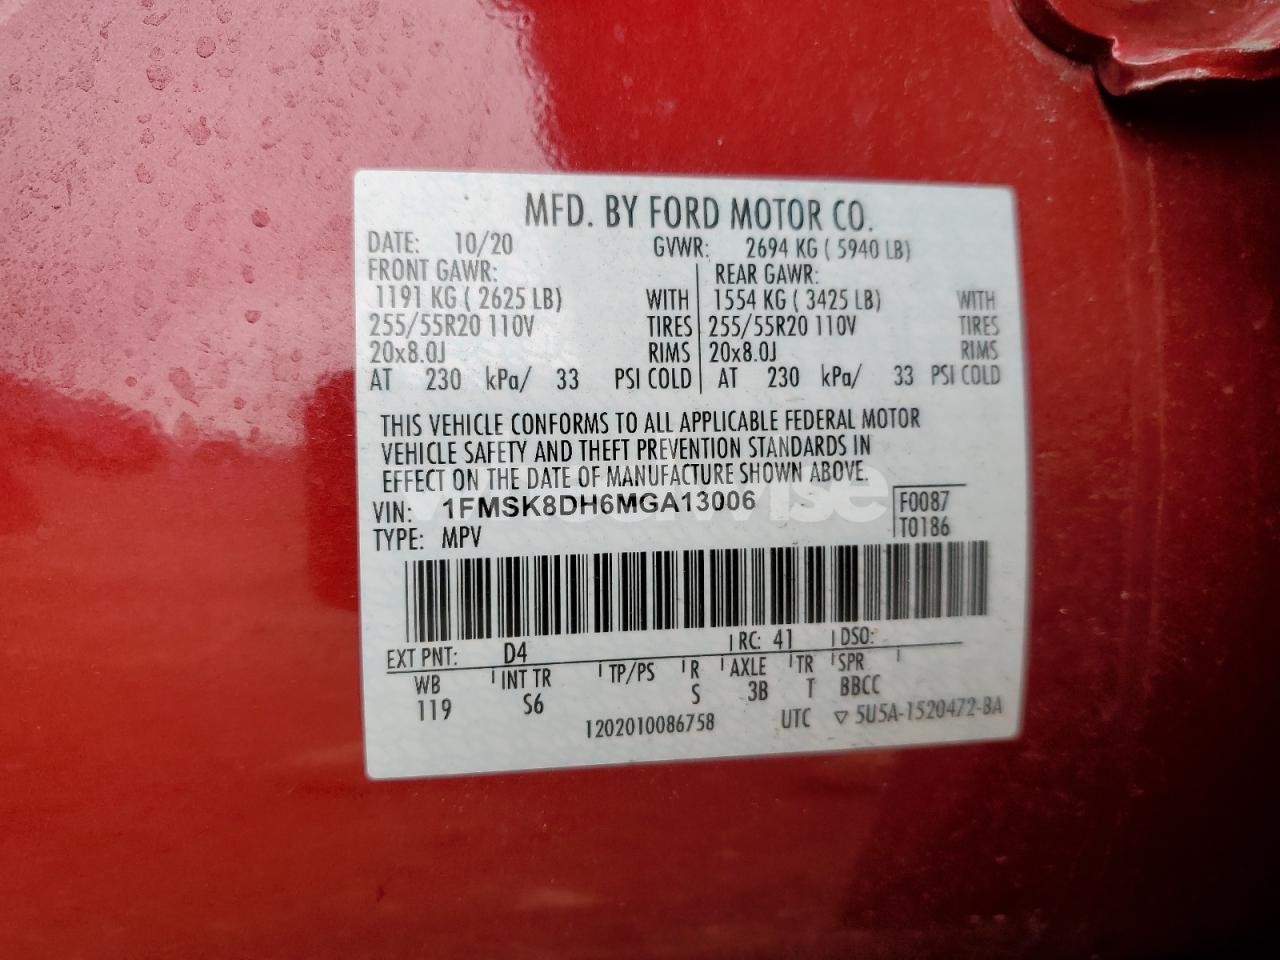 MFD. BY FORD MOTOR CO.
DATE: 10/20 GVWR: 2694 KG ( 5940 LB)
FRONT GAWR: REAR GAWR:
1191 KG ( 2625 LB) WITH 1554 KG ( 3425 LB) WITH
255/55R20 110V TIRES 255/55R20 110V TIRES
20x8.0J RIMS 20x8.0J RIMS
AT 230 kPa/ 33 PSI COLD AT 230 kPa/ 33 PSI COLD
THIS VEHICLE CONFORMS TO ALL APPLICABLE FEDERAL MOTOR
VEHICLE SAFETY AND THEFT PREVENTION STANDARDS IN
EFFECT ON THE DATE OF MANUFACTURE SHOWN ABOVE.
VIN: 1FMSK8DH6MGA13006 F0087
TYPE: MPV T0186
EXT PNT: D4 RC: 41 DSO:
WB INT TR TP/PS R AXLE TR SPR
119 S6 S 3B T BBCC
1202010086758 UTC ▽ 5U5A-1520472-BA